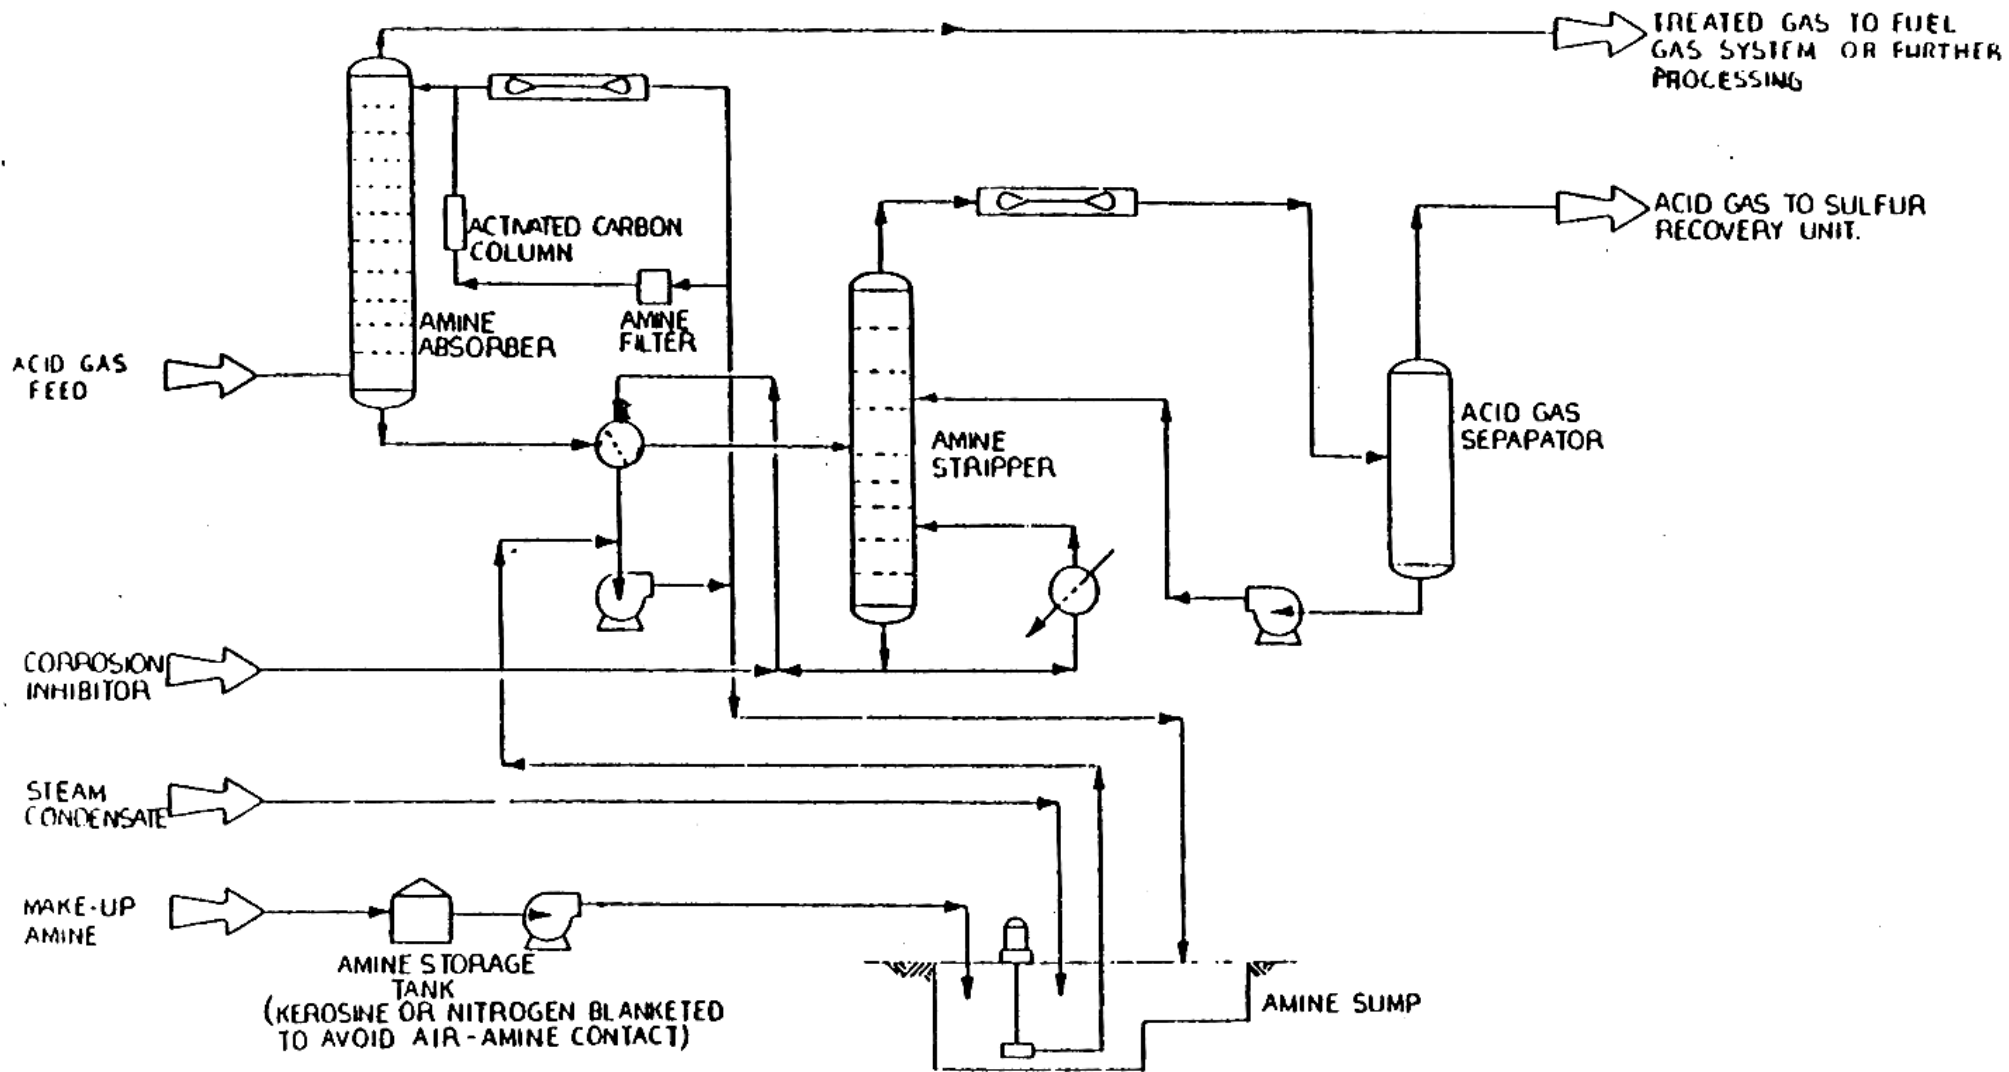 TREATED GAS TO FUEL
GAS SYSTEM OR FURTHER
PROCESSING
ACID GAS TO SULFUR
RECOVERY UNIT.
ACTIVATED CARBON
COLUMN
AMINE
ABSORBER
AMINE
FILTER
ACID GAS
FEED
AMINE
STRIPPER
ACID GAS
SEPAPATOR
CORROSION
INHIBITOR
STEAM
CONDENSATE
MAKE-UP
AMINE
AMINE STORAGE
TANK
(KEROSINE OR NITROGEN BLANKETED
TO AVOID AIR-AMINE CONTACT)
AMINE SUMP